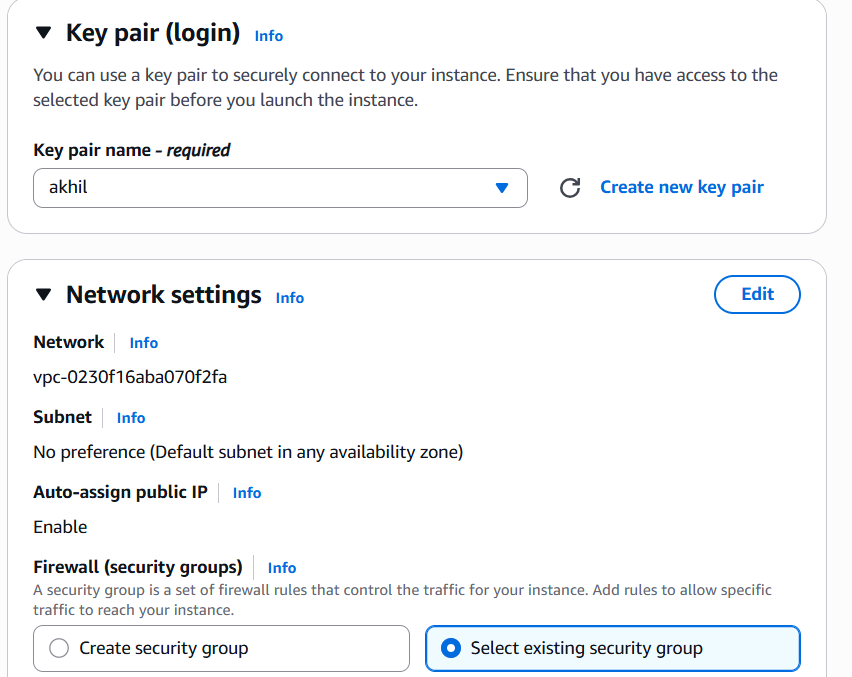 Key pair (login) Info
You can use a key pair to securely connect to your instance. Ensure that you have access to the
selected key pair before you launch the instance.
Key pair name - required
akhil
Create new key pair
Network settings Info
Edit
Network Info
vpc-0230f16aba070f2fa
Subnet Info
No preference (Default subnet in any availability zone)
Auto-assign public IP Info
Enable
Firewall (security groups) Info
A security group is a set of firewall rules that control the traffic for your instance. Add rules to allow specific
traffic to reach your instance.
Create security group
Select existing security group